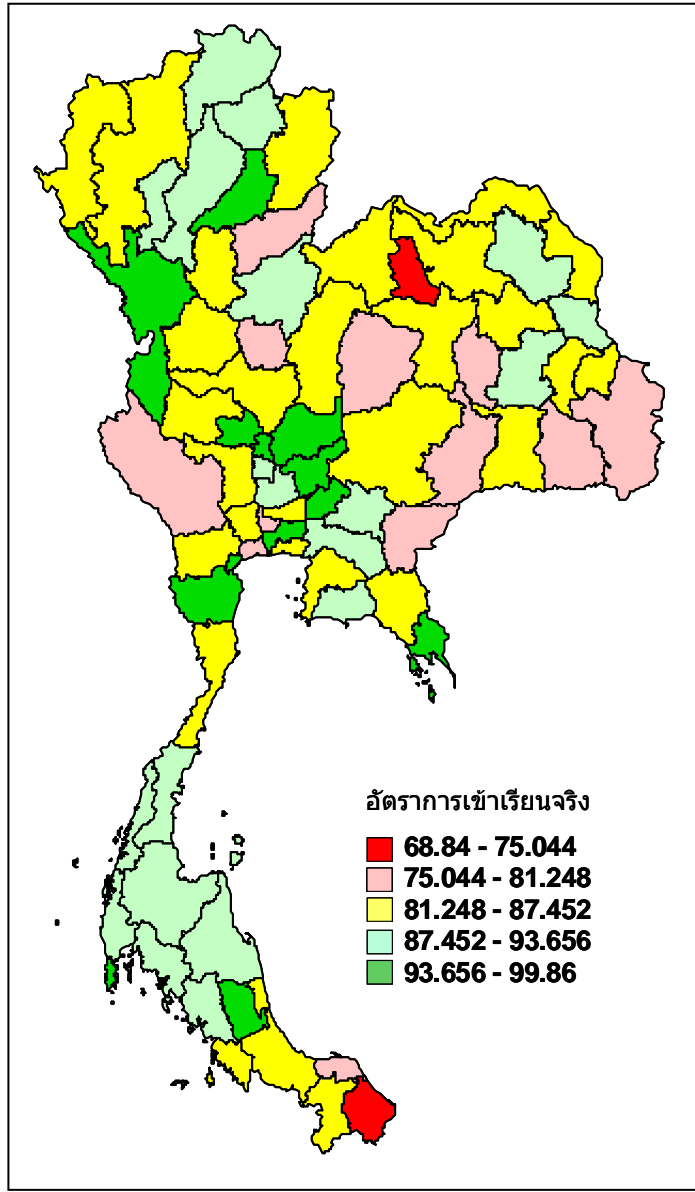 อัตราการเข้าเรียนจริง
68.84 - 75.044
75.044 - 81.248
81.248 - 87.452
87.452 - 93.656
93.656 - 99.86